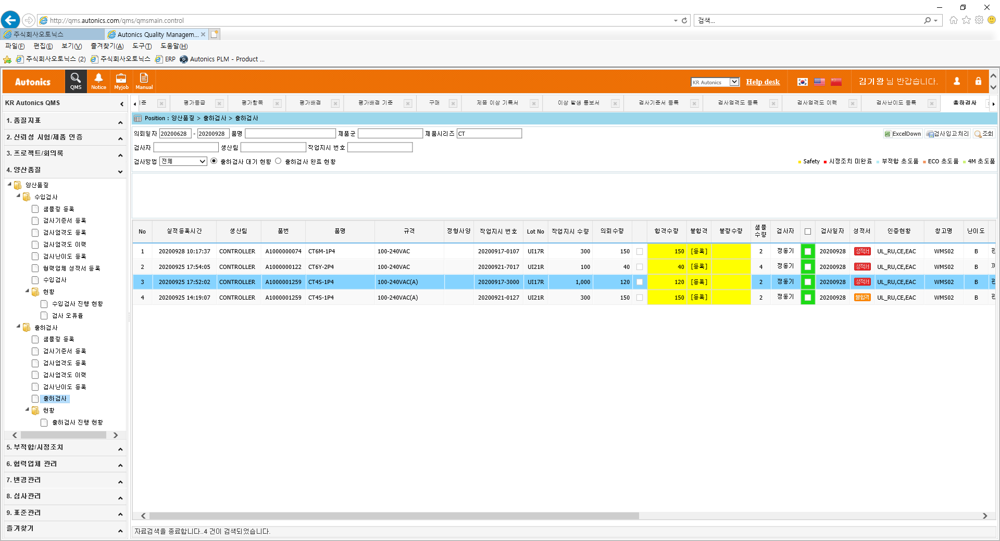 http://qms.autonics.com/qms/qmsmain.control
검색...
주식회사오토닉스
Autonics Quality Managem...
파일(F) 편집(E) 보기(V) 즐겨찾기(A) 도구(T) 도움말(H)
주식회사오토닉스 (2) 주식회사오토닉스 ERP Autonics PLM - Product ...
Autonics QMS Notice Myjob Manual KR Autonics Help desk 김기왕 님 반갑습니다.
KR Autonics QMS
준 평가등급 평가항목 평가배점 평가배점 기준 구매 제품 이상 기록서 이상 발생 통보서 검사기준서 등록 검사엄격도 등록 검사엄격도 이력 검사난이도 등록 출하검사
Position : 양산품질 > 출하검사 > 출하검사
의뢰일자 20200628 - 20200928 품명 제품군 제품시리즈 CT ExcelDown 검사입고처리 조회
검사자 생산팀 작업지시 번호
검사방법 전체 출하검사 대기 현황 출하검사 완료 현황 Safety 시정조치 미완료 부적합 초도품 ECO 초도품 4M 초도품
1. 품질지표
2. 신뢰성 시험/제품 인증
3. 프로젝트/회의록
4. 양산품질
양산품질
수입검사
샘플링 등록
검사기준서 등록
검사엄격도 등록
검사엄격도 이력
검사난이도 등록
협력업체 성적서 등록
수입검사
현황
수입검사 진행 현황
검사 오류율
출하검사
샘플링 등록
검사기준서 등록
검사엄격도 등록
검사엄격도 이력
검사난이도 등록
출하검사
현황
출하검사 진행 현황
5. 부적합/시정조치
6. 협력업체 관리
7. 변경관리
8. 심사관리
9. 표준관리
즐겨찾기
No 실적등록시간 생산팀 품번 품명 규격 정형사양 작업지시 번호 Lot No 작업지시 수량 의뢰수량 합격수량 불합격 불량수량 샘플 수량 검사자 검사일자 성적서 인증현황 창고명 난이도
1 20200928 10:17:37 CONTROLLER A1000000074 CT6M-1P4 100-240VAC 20200917-0107 UI17R 300 150 150 [등록] 2 정동기 20200928 성적서 UL_RU,CE,EAC WMS02 B
2 20200925 17:54:05 CONTROLLER A1000000122 CT6Y-2P4 100-240VAC 20200921-7017 UI21R 100 40 40 [등록] 4 정동기 20200928 성적서 UL_RU,CE,EAC WMS02 B
3 20200925 17:52:02 CONTROLLER A1000001259 CT4S-1P4 100-240VAC(A) 20200917-3000 UI17R 1,000 120 120 [등록] 2 정동기 20200928 성적서 UL_RU,CE,EAC WMS02 B
4 20200925 14:19:07 CONTROLLER A1000001259 CT4S-1P4 100-240VAC(A) 20200921-0127 UI21R 300 150 150 [등록] 2 정동기 20200928 불합격 UL_RU,CE,EAC WMS02 B
자료검색을 종료합니다..4 건이 검색되었습니다.